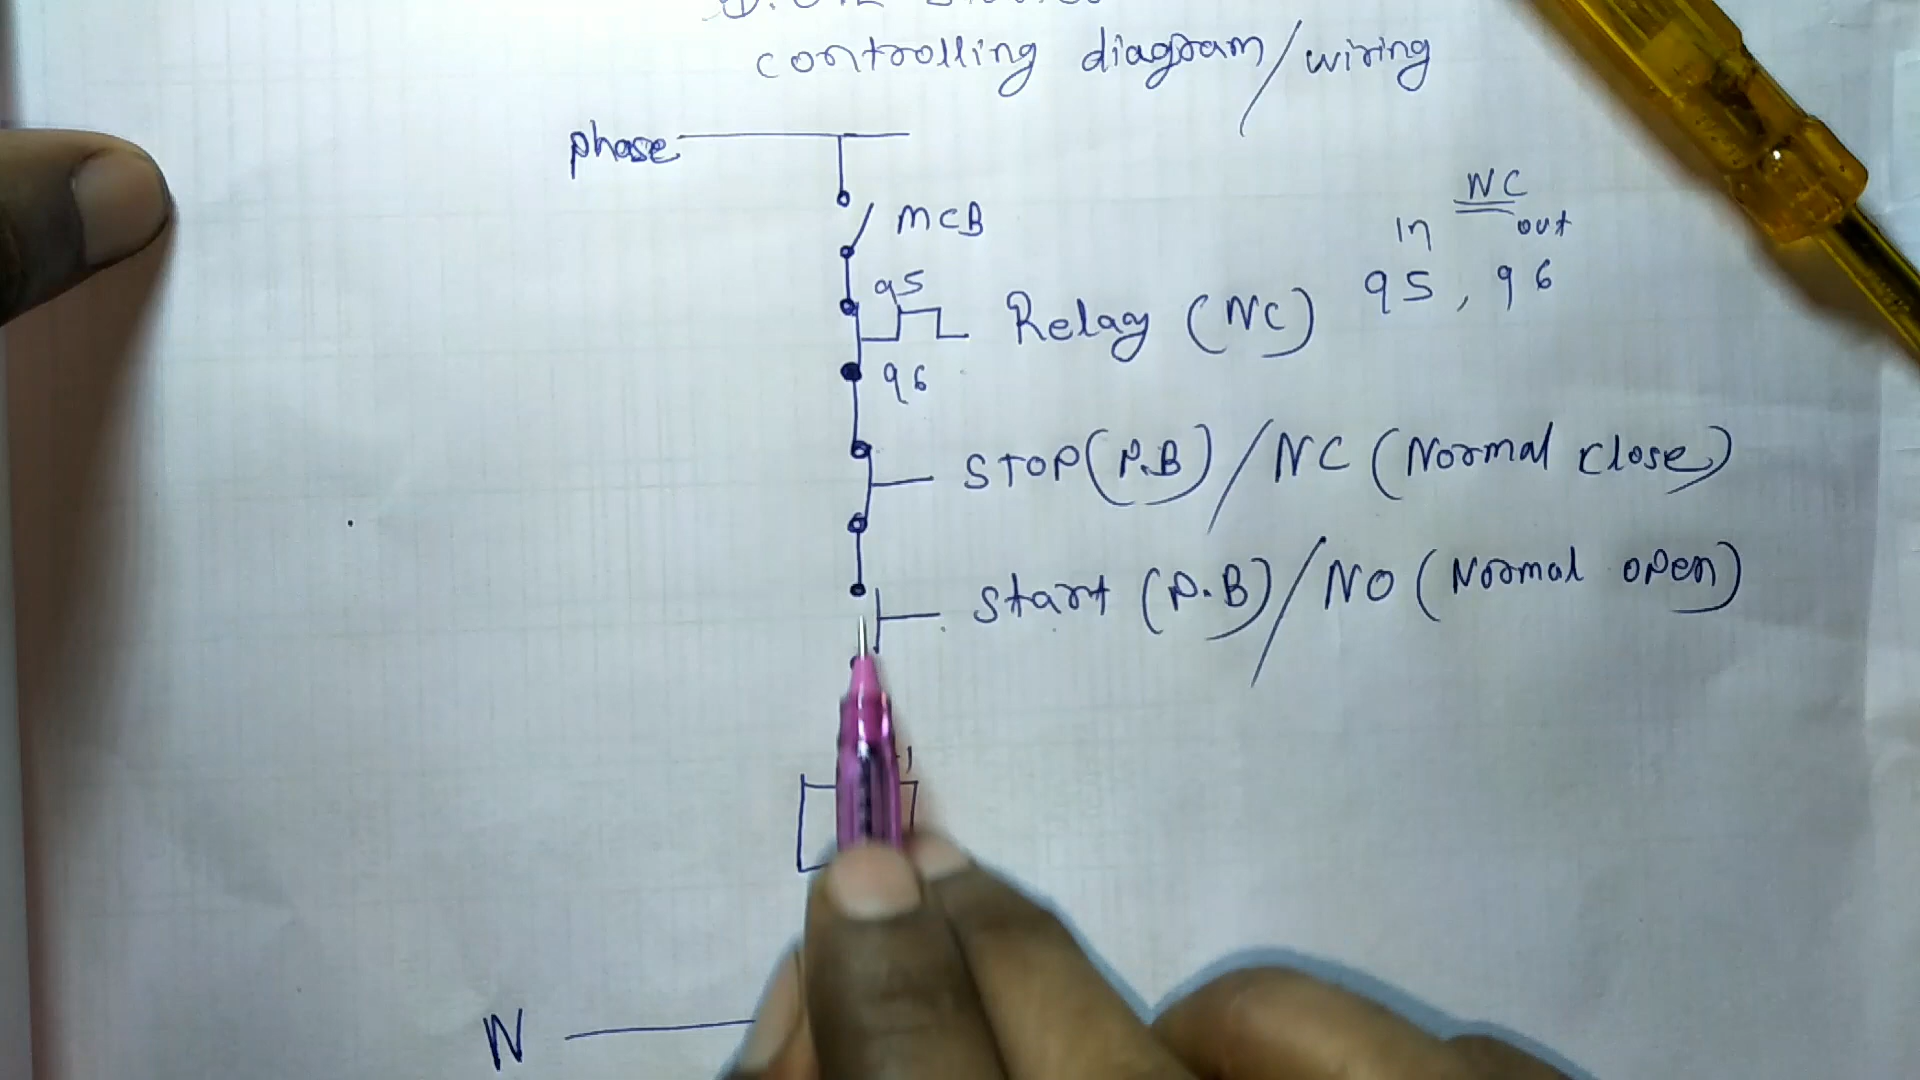 controlling diagram/wiring
phase
MCB
NC
in out
95, 96
95
Relay (NC)
96
STOP(P.B)/NC (Normal close)
Start (P.B)/NO (Normal open)
N